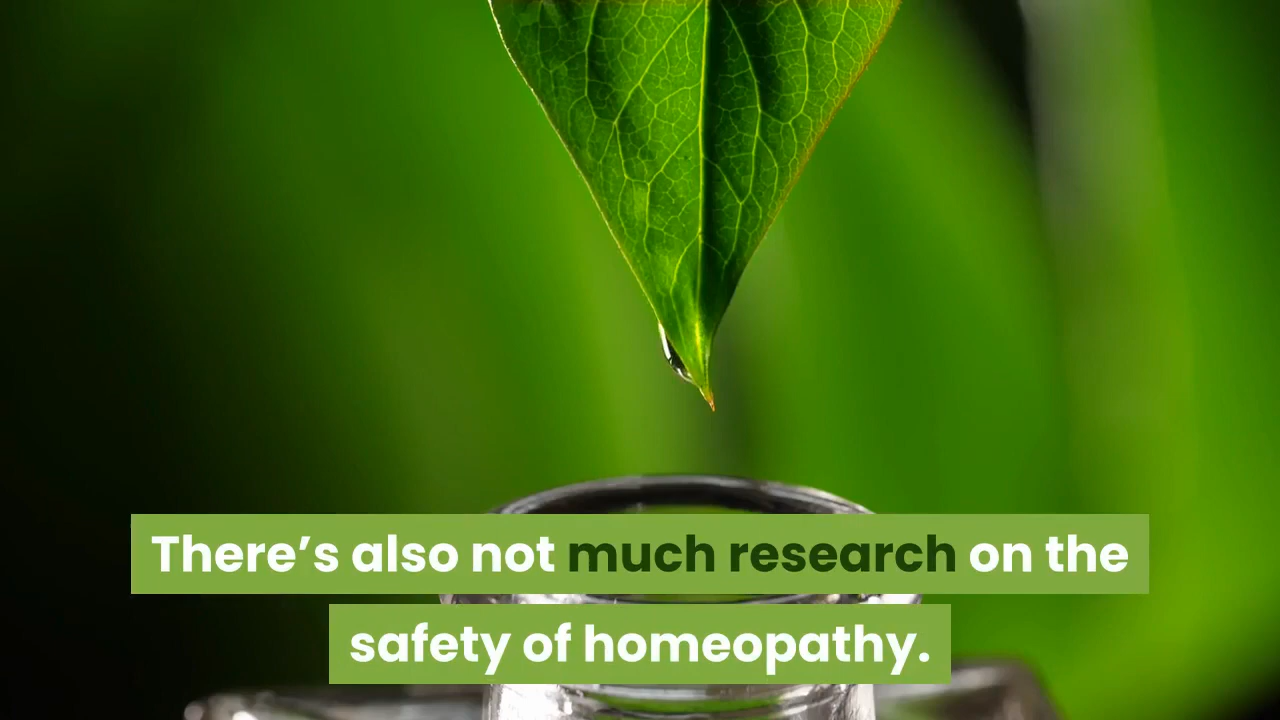 There’s also not much research on the
safety of homeopathy.